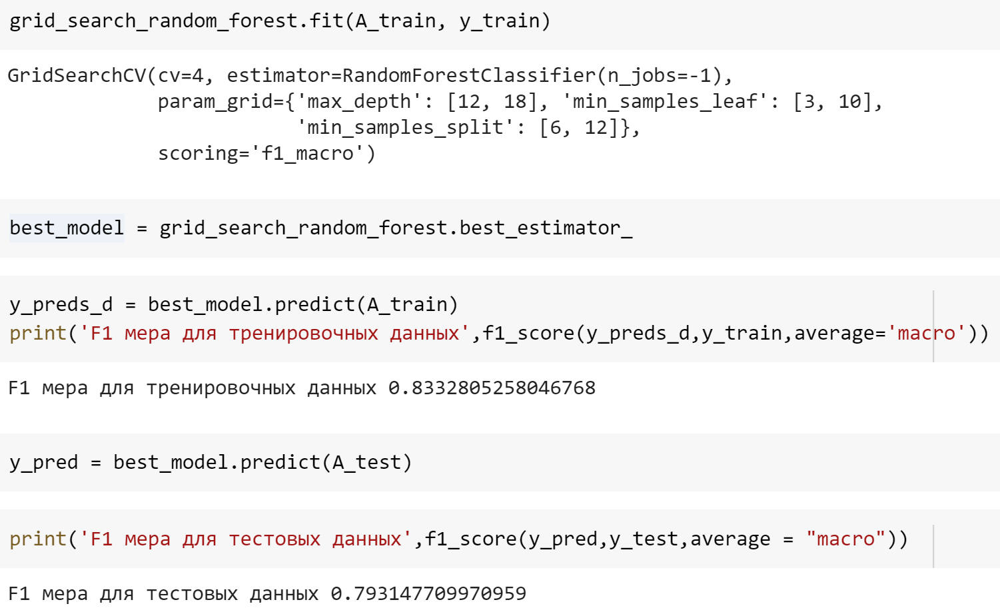 grid_search_random_forest.fit(A_train, y_train)
GridSearchCV(cv=4, estimator=RandomForestClassifier(n_jobs=-1),
param_grid={'max_depth': [12, 18], 'min_samples_leaf': [3, 10],
'min_samples_split': [6, 12]},
scoring='f1_macro')
best_model = grid_search_random_forest.best_estimator_
y_preds_d = best_model.predict(A_train)
print('F1 мера для тренировочных данных',f1_score(y_preds_d,y_train,average='macro'))
F1 мера для тренировочных данных 0.8332805258046768
y_pred = best_model.predict(A_test)
print('F1 мера для тестовых данных',f1_score(y_pred,y_test,average = "macro"))
F1 мера для тестовых данных 0.793147709970959